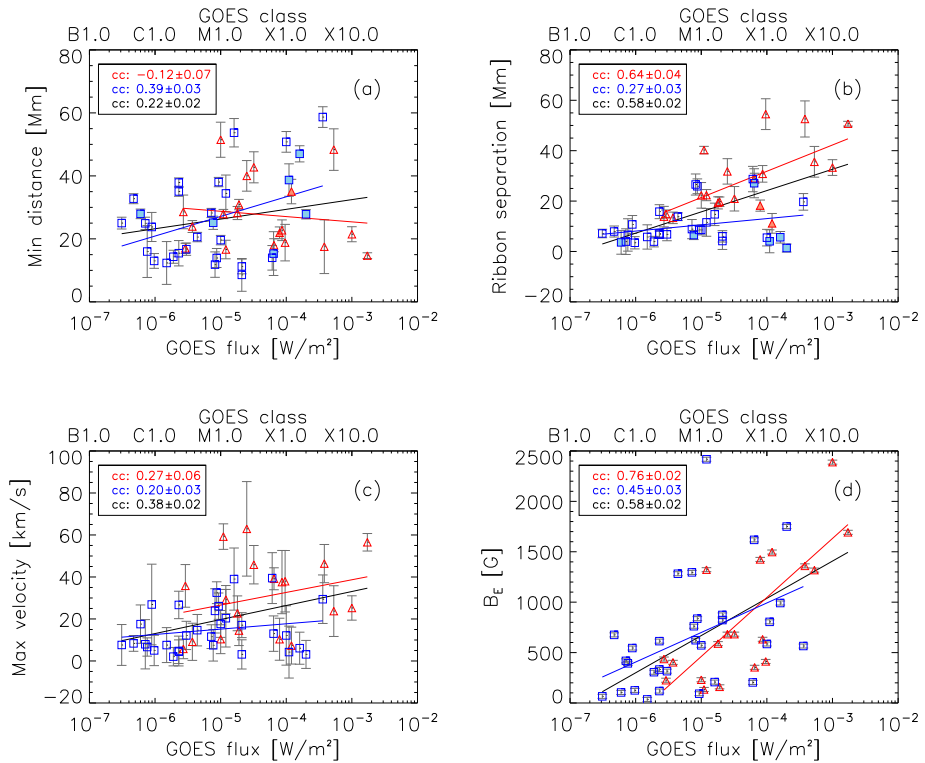 GOES class
B1.0 C1.0 M1.0 X1.0 X10.0
80
60
40
20
0
Min distance [Mm]
cc: −0.12±0.07
cc: 0.39±0.03
cc: 0.22±0.02
(a)
10⁻⁷ 10⁻⁶ 10⁻⁵ 10⁻⁴ 10⁻³ 10⁻²
GOES flux [W/m²]
GOES class
B1.0 C1.0 M1.0 X1.0 X10.0
80
60
40
20
0
−20
Ribbon separation [Mm]
cc: 0.64±0.04
cc: 0.27±0.03
cc: 0.58±0.02
(b)
10⁻⁷ 10⁻⁶ 10⁻⁵ 10⁻⁴ 10⁻³ 10⁻²
GOES flux [W/m²]
GOES class
B1.0 C1.0 M1.0 X1.0 X10.0
100
80
60
40
20
0
−20
Max velocity [km/s]
cc: 0.27±0.06
cc: 0.20±0.03
cc: 0.38±0.02
(c)
10⁻⁷ 10⁻⁶ 10⁻⁵ 10⁻⁴ 10⁻³ 10⁻²
GOES flux [W/m²]
GOES class
B1.0 C1.0 M1.0 X1.0 X10.0
2500
2000
1500
1000
500
0
B_E [G]
cc: 0.76±0.02
cc: 0.45±0.03
cc: 0.58±0.02
(d)
10⁻⁷ 10⁻⁶ 10⁻⁵ 10⁻⁴ 10⁻³ 10⁻²
GOES flux [W/m²]